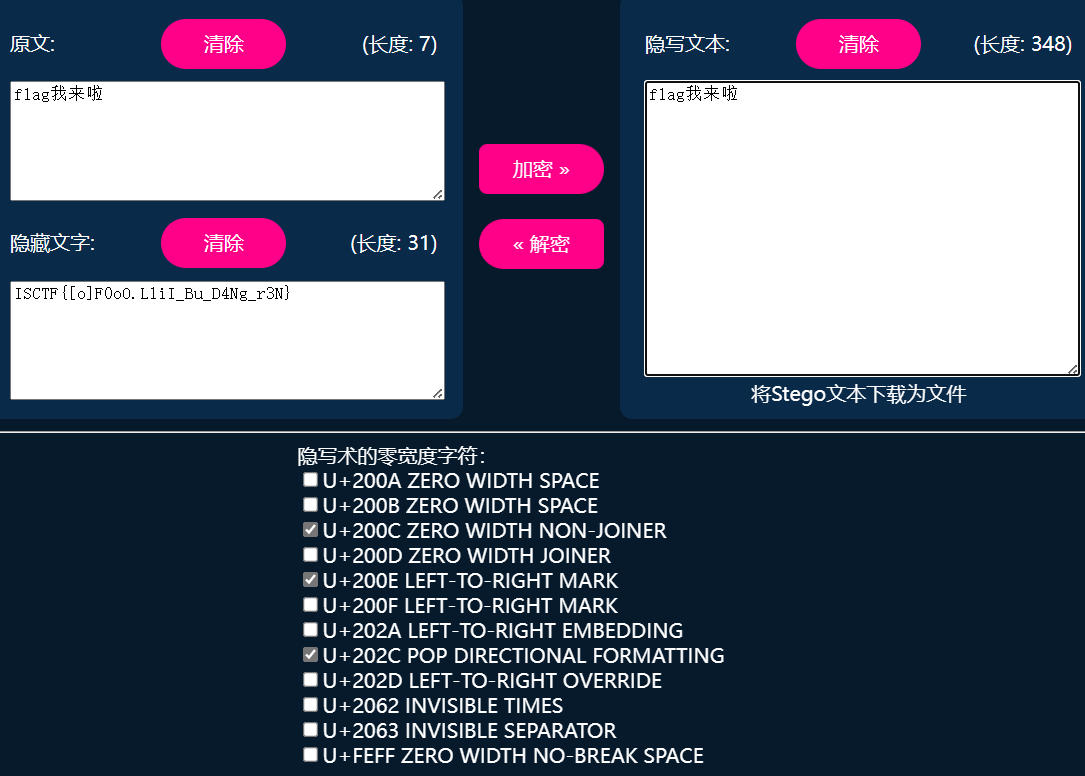 原文:
清除
(长度: 7)
flag我来啦
隐藏文字:
清除
(长度: 31)
ISCTF{[o]F0oO.LliI_Bu_D4Ng_r3N}
加密 »
« 解密
隐写文本:
清除
(长度: 348)
flag我来啦
将Stego文本下载为文件
隐写术的零宽度字符:
U+200A ZERO WIDTH SPACE
U+200B ZERO WIDTH SPACE
U+200C ZERO WIDTH NON-JOINER
U+200D ZERO WIDTH JOINER
U+200E LEFT-TO-RIGHT MARK
U+200F LEFT-TO-RIGHT MARK
U+202A LEFT-TO-RIGHT EMBEDDING
U+202C POP DIRECTIONAL FORMATTING
U+202D LEFT-TO-RIGHT OVERRIDE
U+2062 INVISIBLE TIMES
U+2063 INVISIBLE SEPARATOR
U+FEFF ZERO WIDTH NO-BREAK SPACE